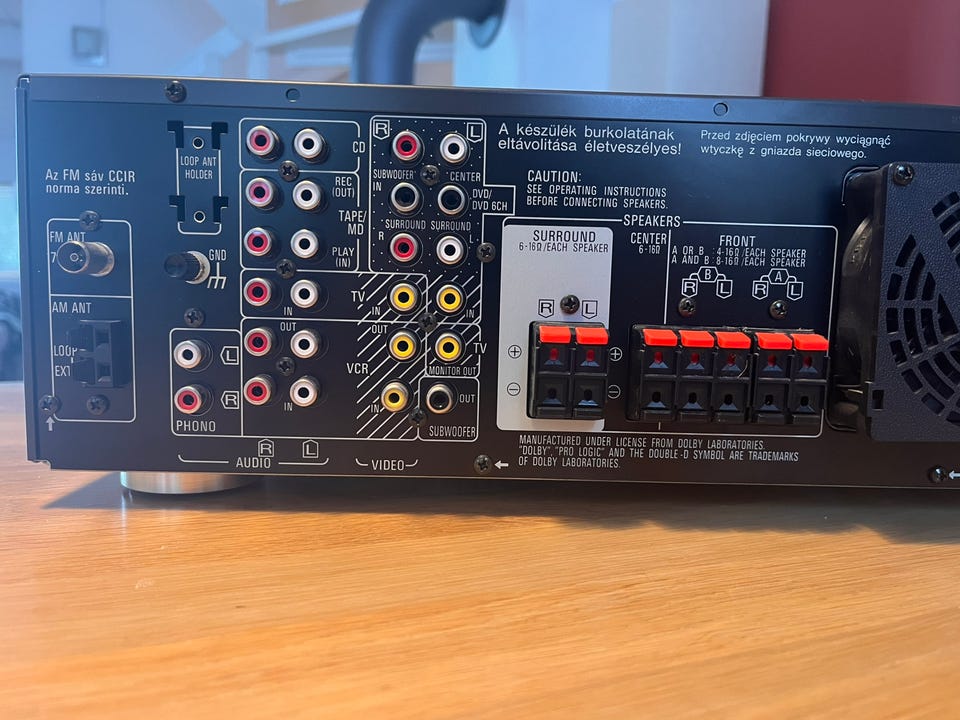 Az FM sáv CCIR
norma szerinti.
FM ANT
7
AM ANT
LOOP
EXT
LOOP ANT
HOLDER
GND
L
R
PHONO
CD
REC
(OUT)
TAPE/
MD
PLAY
(IN)
TV
IN
OUT
VCR
IN
R L
AUDIO
R L
SUBWOOFER CENTER
IN
DVD/
DVD 6CH
SURROUND SURROUND
R L
IN IN
OUT
TV
MONITOR OUT
IN
OUT
SUBWOOFER
VIDEO
A készülék burkolatának
eltávolítása életveszélyes!
Przed zdjęciem pokrywy wyciągnąć
wtyczkę z gniazda sieciowego.
CAUTION:
SEE OPERATING INSTRUCTIONS
BEFORE CONNECTING SPEAKERS.
SPEAKERS
SURROUND
6-16Ω/EACH SPEAKER
R L
+ +
− −
CENTER
6-16Ω
FRONT
A OR B : 4-16Ω/EACH SPEAKER
A AND B : 8-16Ω/EACH SPEAKER
B A
R L R L
MANUFACTURED UNDER LICENSE FROM DOLBY LABORATORIES.
"DOLBY", "PRO LOGIC" AND THE DOUBLE-D SYMBOL ARE TRADEMARKS
OF DOLBY LABORATORIES.